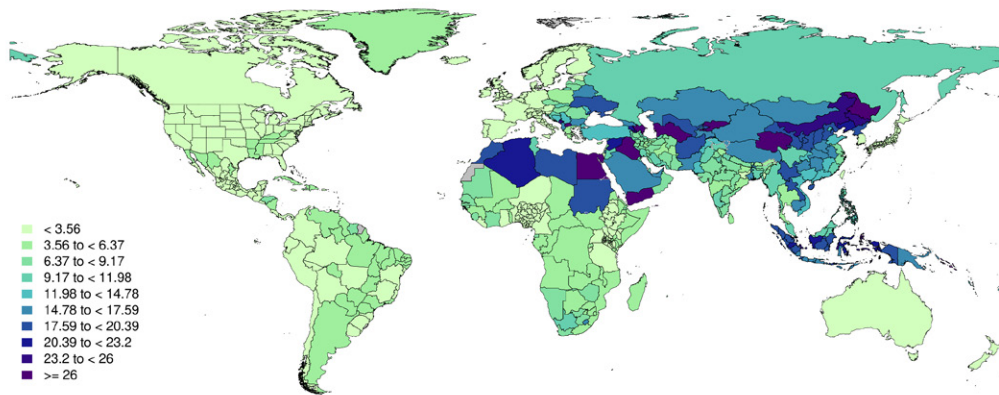 < 3.56
3.56 to < 6.37
6.37 to < 9.17
9.17 to < 11.98
11.98 to < 14.78
14.78 to < 17.59
17.59 to < 20.39
20.39 to < 23.2
23.2 to < 26
>= 26